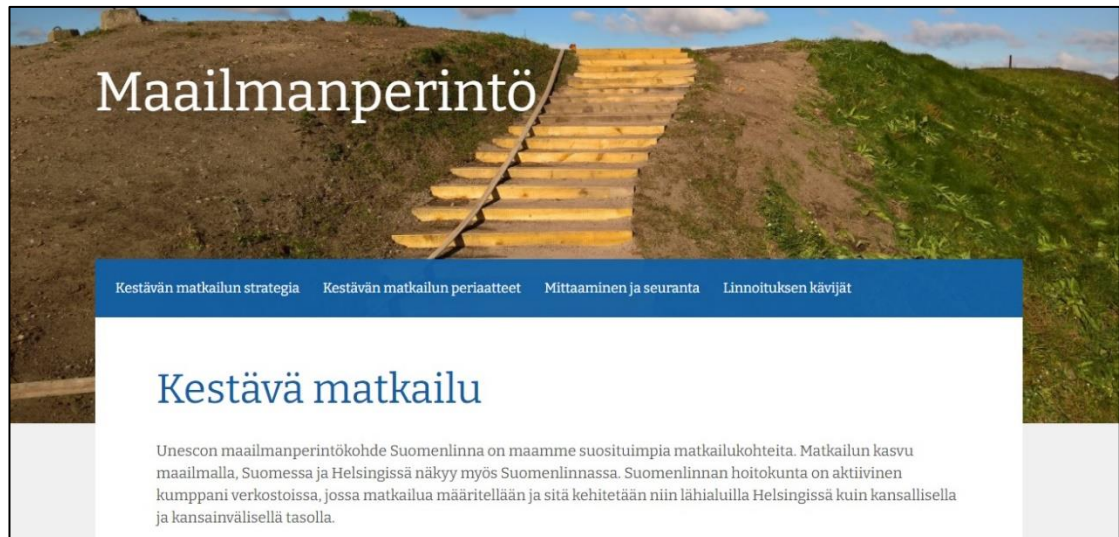 Maailmanperintö
Kestävän matkailun strategia Kestävän matkailun periaatteet Mittaaminen ja seuranta Linnoituksen kävijät
Kestävä matkailu
Unescon maailmanperintökohde Suomenlinna on maamme suosituimpia matkailukohteita. Matkailun kasvu
maailmalla, Suomessa ja Helsingissä näkyy myös Suomenlinnassa. Suomenlinnan hoitokunta on aktiivinen
kumppani verkostoissa, jossa matkailua määritellään ja sitä kehitetään niin lähialuilla Helsingissä kuin kansallisella
ja kansainvälisellä tasolla.